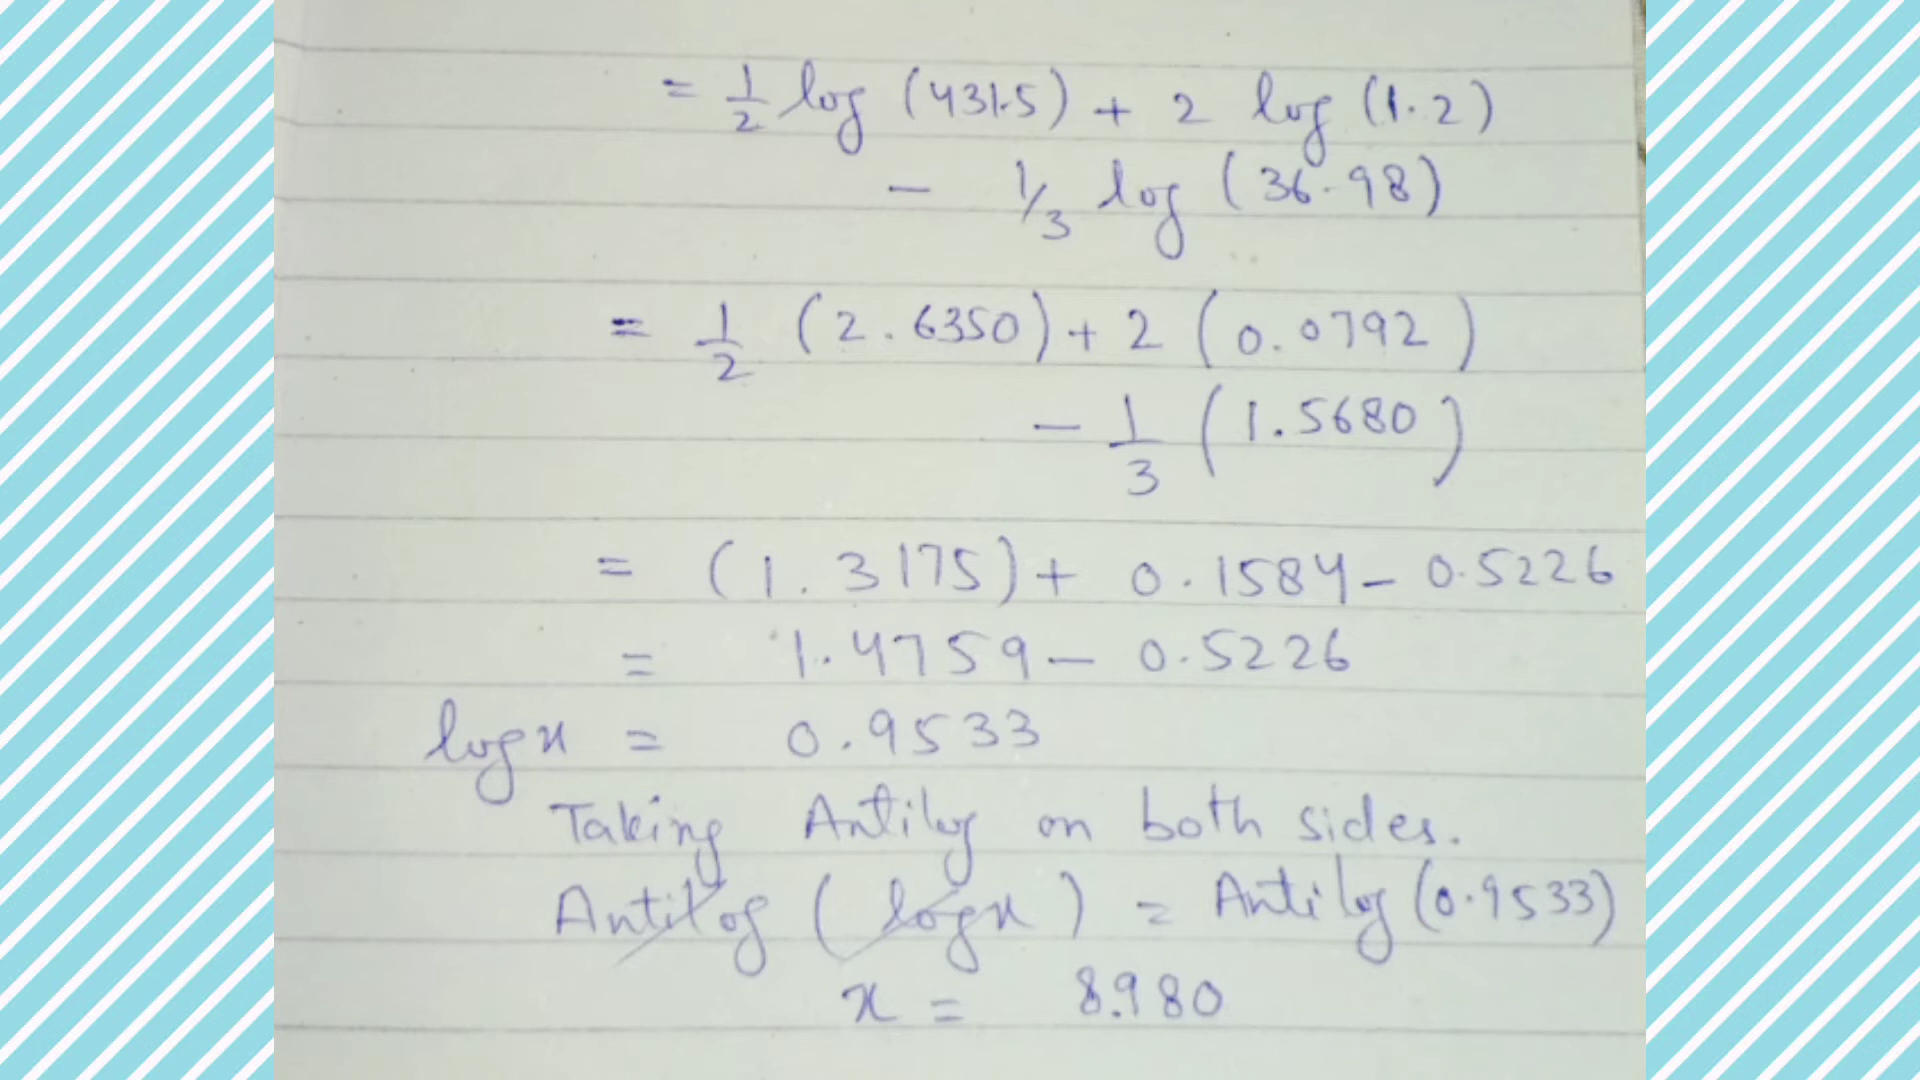 = 1/2 log (431.5) + 2 log (1.2)
- 1/3 log (36.98)
= 1/2 (2.6350) + 2 (0.0792)
- 1/3 (1.5680)
= (1.3175) + 0.1584 - 0.5226
= 1.4759 - 0.5226
log x = 0.9533
Taking Antilog on both sides.
Antilog (log x) = Antilog (0.9533)
x = 8.980